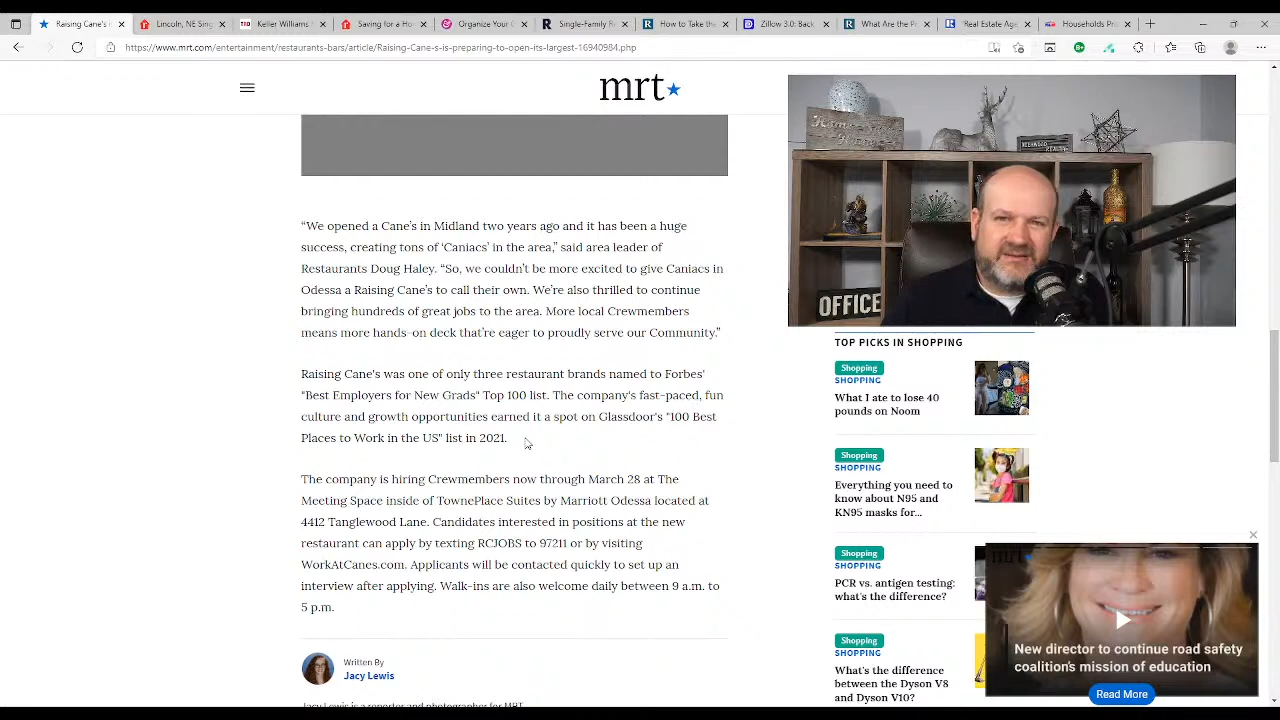 Raising Cane's is
Lincoln, NE Sin
Keller Williams
Saving for a Ho
Organize Your
Single-Family R
How to Take the
Zillow 3.0: Back
What Are the P
'Real Estate Age
Households Pri
https://www.mrt.com/entertainment/restaurants-bars/article/Raising-Cane-s-is-preparing-to-open-its-largest-16940984.php
mrt
“We opened a Cane’s in Midland two years ago and it has been a huge
success, creating tons of ‘Caniacs’ in the area,” said area leader of
Restaurants Doug Haley. “So, we couldn’t be more excited to give Caniacs in
Odessa a Raising Cane’s to call their own. We’re also thrilled to continue
bringing hundreds of great jobs to the area. More local Crewmembers
means more hands-on deck that’re eager to proudly serve our Community.”
Raising Cane's was one of only three restaurant brands named to Forbes'
"Best Employers for New Grads" Top 100 list. The company's fast-paced, fun
culture and growth opportunities earned it a spot on Glassdoor's "100 Best
Places to Work in the US" list in 2021.
The company is hiring Crewmembers now through March 28 at The
Meeting Space inside of TownePlace Suites by Marriott Odessa located at
4412 Tanglewood Lane. Candidates interested in positions at the new
restaurant can apply by texting RCJOBS to 97211 or by visiting
WorkAtCanes.com. Applicants will be contacted quickly to set up an
interview after applying. Walk-ins are also welcome daily between 9 a.m. to
5 p.m.
Written By
Jacy Lewis
Jacy Lewis is a reporter and photographer for MRT.
OFFICE
TOP PICKS IN SHOPPING
Shopping
SHOPPING
What I ate to lose 40
pounds on Noom
Shopping
SHOPPING
Everything you need to
know about N95 and
KN95 masks for...
Shopping
SHOPPING
PCR vs. antigen testing:
what's the difference?
Shopping
SHOPPING
What's the difference
between the Dyson V8
and Dyson V10?
mrt
New director to continue road safety
coalition's mission of education
Read More